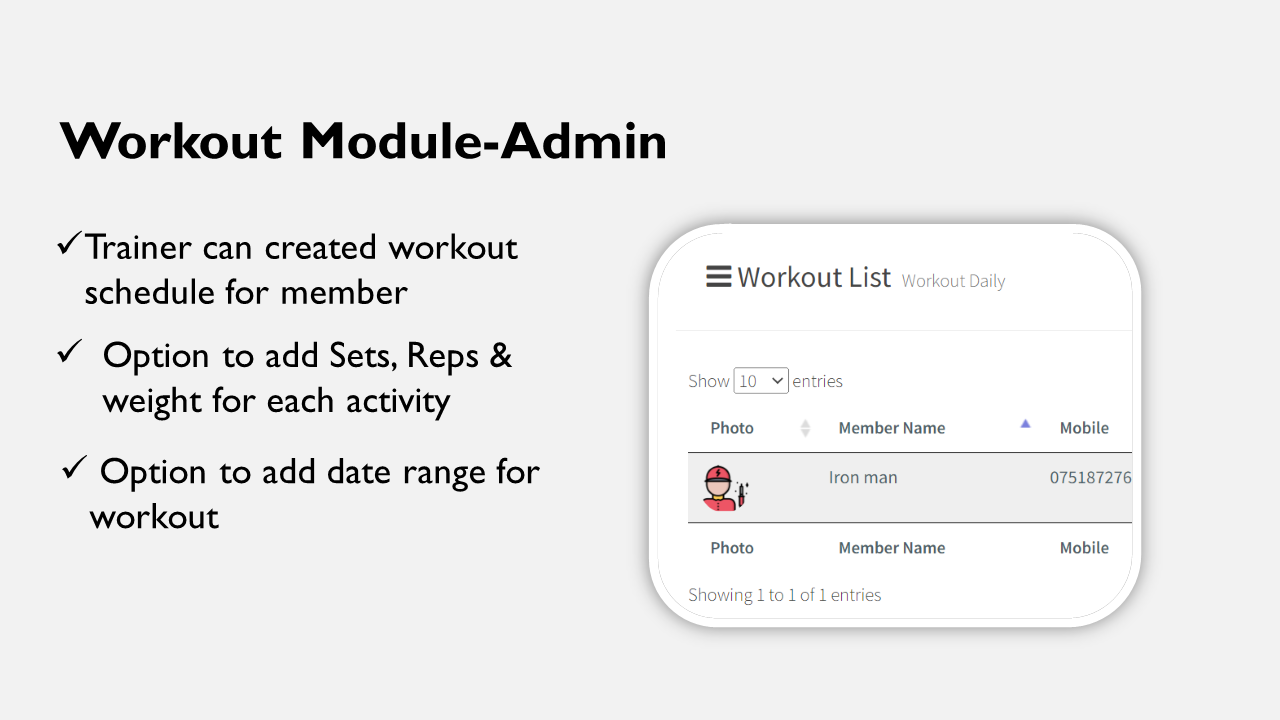 Workout Module-Admin
✓Trainer can created workout
schedule for member
✓ Option to add Sets, Reps &
weight for each activity
✓ Option to add date range for
workout
Workout List Workout Daily
Show 10 entries
Photo Member Name Mobile
Iron man 075187276
Photo Member Name Mobile
Showing 1 to 1 of 1 entries